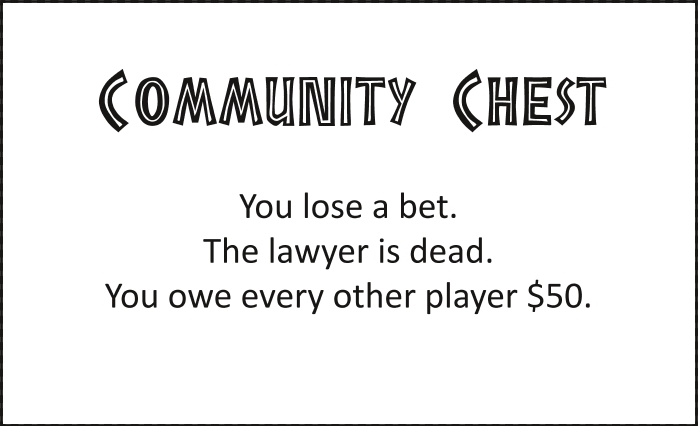 Community Chest
You lose a bet.
The lawyer is dead.
You owe every other player $50.